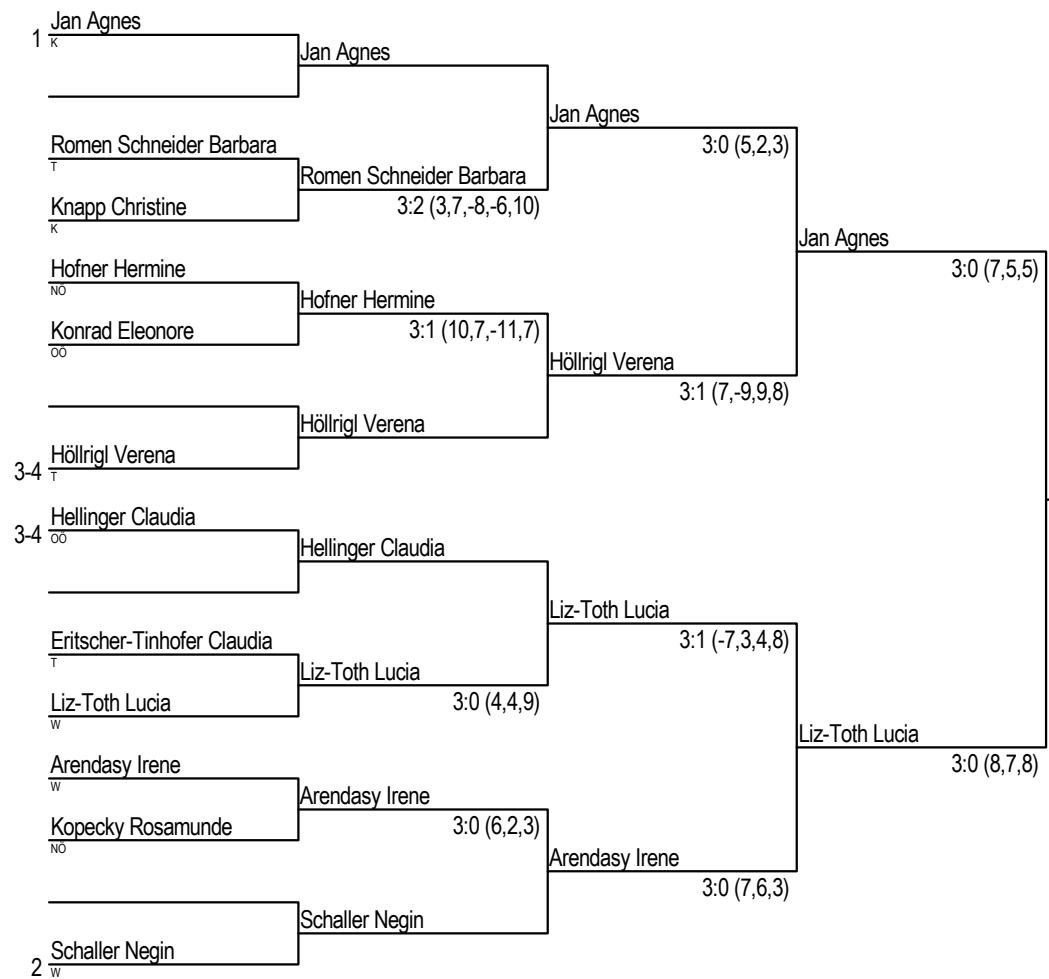 Jan Agnes
1 K
Jan Agnes
Jan Agnes
3:0 (5,2,3)
Romen Schneider Barbara
T
Romen Schneider Barbara
3:2 (3,7,-8,-6,10)
Knapp Christine
K
Jan Agnes
3:0 (7,5,5)
Hofner Hermine
NÖ
Hofner Hermine
3:1 (10,7,-11,7)
Konrad Eleonore
OÖ
Höllrigl Verena
3:1 (7,-9,9,8)
Höllrigl Verena
Höllrigl Verena
3-4 T
Hellinger Claudia
3-4 OÖ
Hellinger Claudia
Liz-Toth Lucia
3:1 (-7,3,4,8)
Eritscher-Tinhofer Claudia
T
Liz-Toth Lucia
3:0 (4,4,9)
Liz-Toth Lucia
W
Liz-Toth Lucia
3:0 (8,7,8)
Arendasy Irene
W
Arendasy Irene
3:0 (6,2,3)
Kopecky Rosamunde
NÖ
Arendasy Irene
3:0 (7,6,3)
Schaller Negin
Schaller Negin
2 W